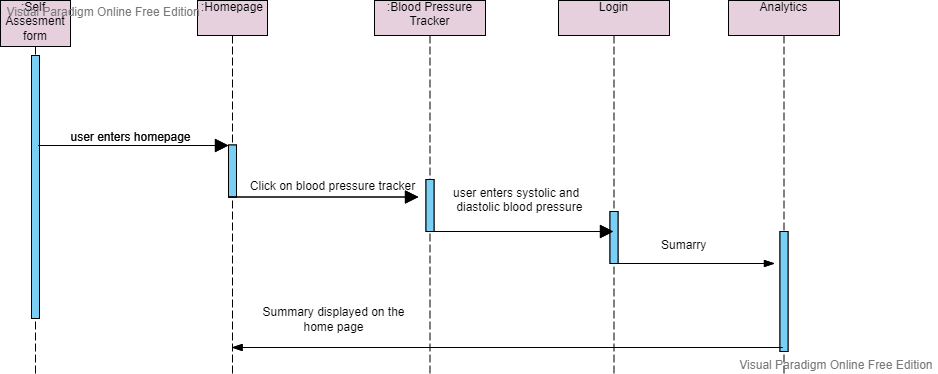 Visual Paradigm Online Free Edition
:Self
Assesment
form
:Homepage
:Blood Pressure
Tracker
Login
Analytics
user enters homepage
Click on blood pressure tracker
user enters systolic and
diastolic blood pressure
Sumarry
Summary displayed on the
home page
Visual Paradigm Online Free Edition